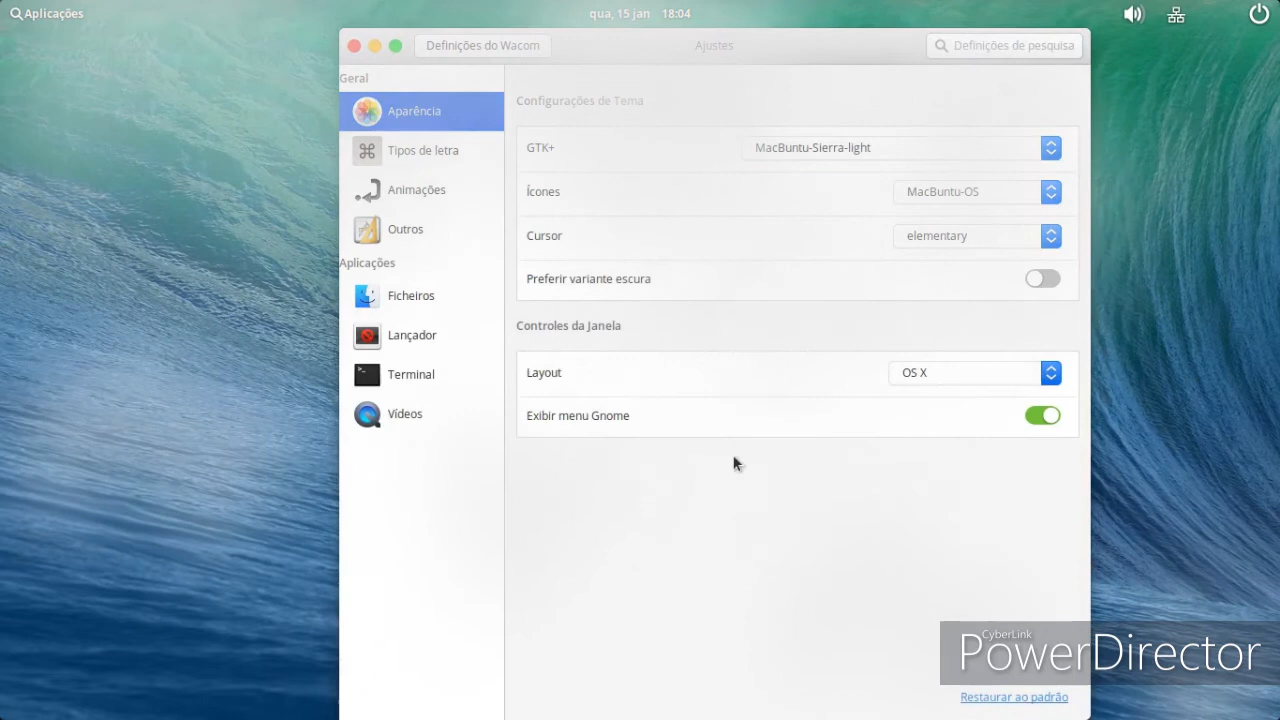 Aplicações
qua, 15 jan 18:04
Definições do Wacom
Ajustes
Definições de pesquisa
Geral
Aparência
Tipos de letra
Animações
Outros
Aplicações
Ficheiros
Lançador
Terminal
Vídeos
Configurações de Tema
GTK+ MacBuntu-Sierra-light
Ícones MacBuntu-OS
Cursor elementary
Preferir variante escura
Controles da Janela
Layout OS X
Exibir menu Gnome
CyberLink
PowerDirector
Restaurar ao padrão